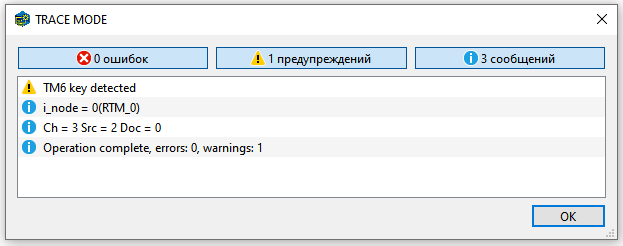 TRACE MODE
0 ошибок
1 предупреждений
3 сообщений
TM6 key detected
i_node = 0(RTM_0)
Ch = 3 Src = 2 Doc = 0
Operation complete, errors: 0, warnings: 1
OK